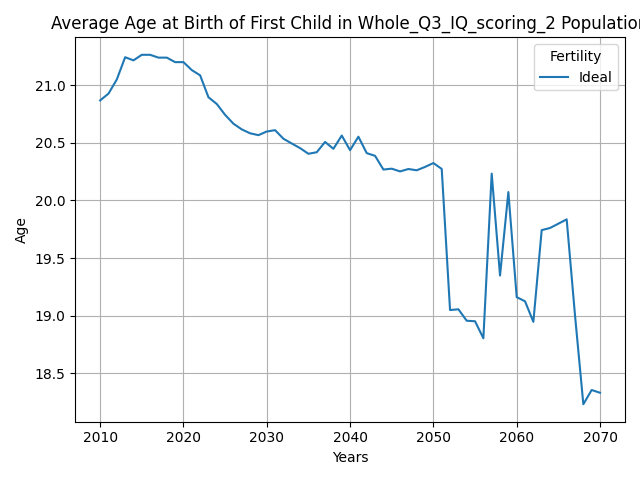 Average Age at Birth of First Child in Whole_Q3_IQ_scoring_2 Population
Fertility
Ideal
Age
21.0
20.5
20.0
19.5
19.0
18.5
2010 2020 2030 2040 2050 2060 2070
Years